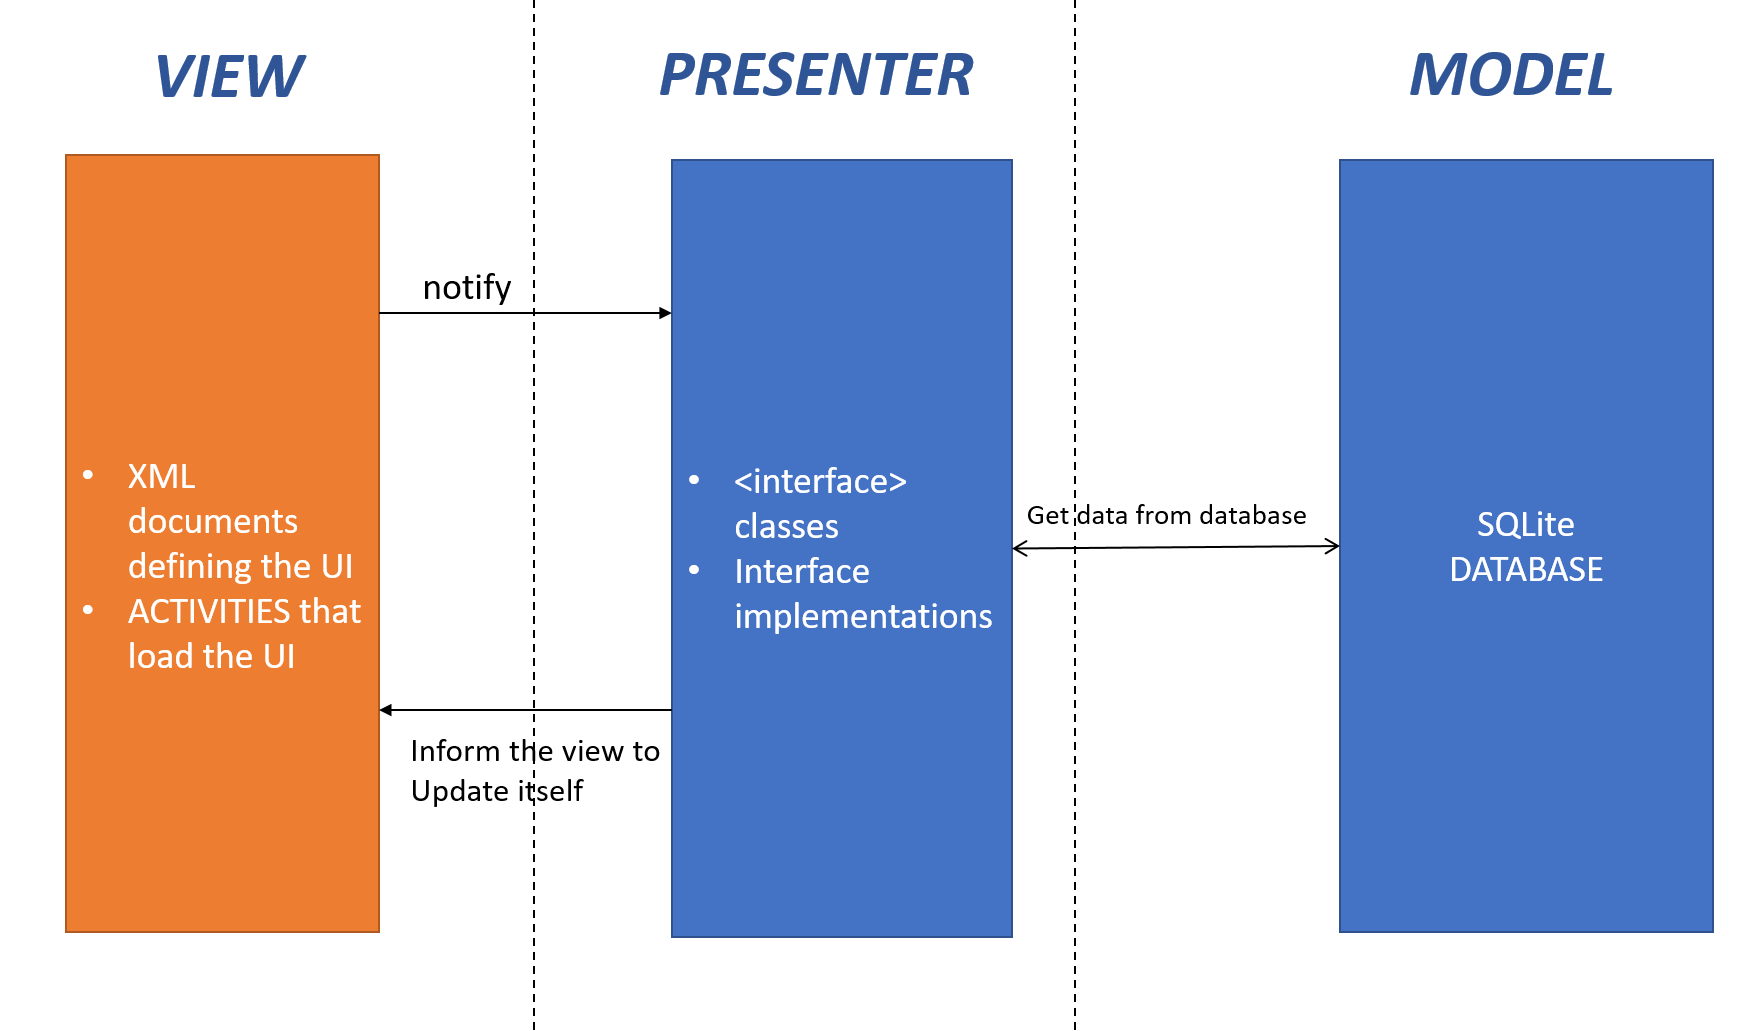 VIEW
PRESENTER
MODEL
notify
• XML
documents
defining the UI
• ACTIVITIES that
load the UI
Inform the view to
Update itself
• <interface>
classes
• Interface
implementations
Get data from database
SQLite
DATABASE